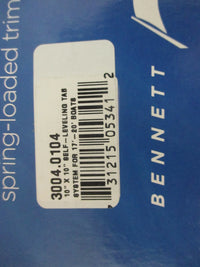 spring-loaded trim
3004.0104
10" X 10" SELF-LEVELING TAB
SYSTEM FOR 17'-20' BOATS
7 31215 05341 2
BENNETT